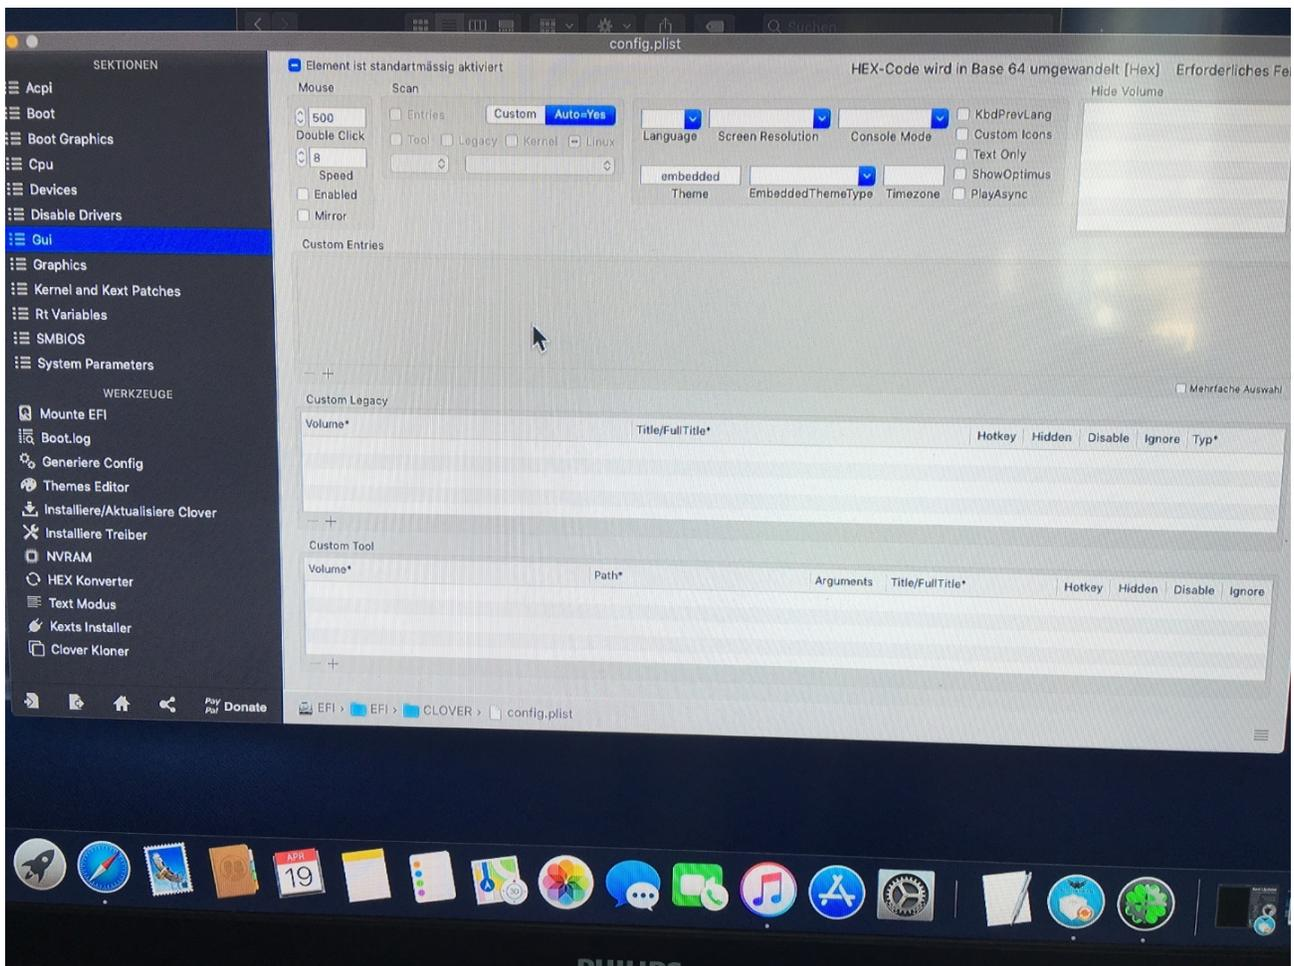 Suchen
config.plist
SEKTIONEN
Acpi
Boot
Boot Graphics
Cpu
Devices
Disable Drivers
Gui
Graphics
Kernel and Kext Patches
Rt Variables
SMBIOS
System Parameters
WERKZEUGE
Mounte EFI
Boot.log
Generiere Config
Themes Editor
Installiere/Aktualisiere Clover
Installiere Treiber
NVRAM
HEX Konverter
Text Modus
Kexts Installer
Clover Kloner
Pay Pal Donate
Element ist standartmässig aktiviert
HEX-Code wird in Base 64 umgewandelt [Hex] Erforderliches Fe
Mouse
500
Double Click
8
Speed
Enabled
Mirror
Scan
Entries Custom Auto=Yes
Tool Legacy Kernel Linux
Language Screen Resolution Console Mode
embedded
Theme EmbeddedThemeType Timezone
KbdPrevLang
Custom Icons
Text Only
ShowOptimus
PlayAsync
Hide Volume
Custom Entries
− +
Mehrfache Auswahl
Custom Legacy
Volume* Title/FullTitle* Hotkey Hidden Disable Ignore Typ*
− +
Custom Tool
Volume* Path* Arguments Title/FullTitle* Hotkey Hidden Disable Ignore
− +
EFI › EFI › CLOVER › config.plist
APR
19
PHILIPS